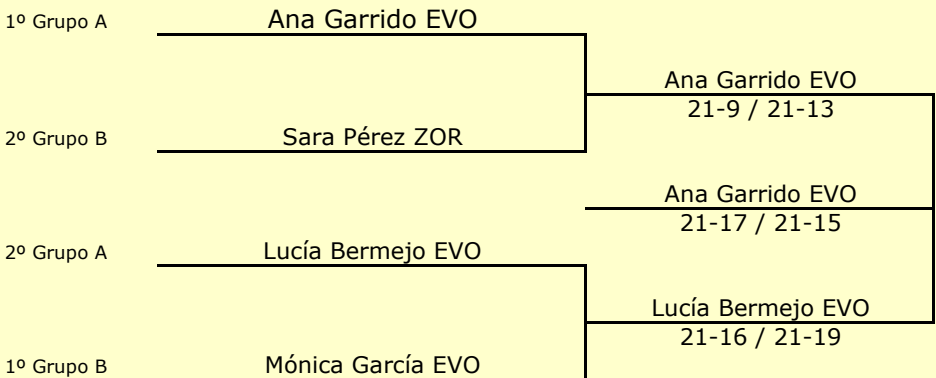 1º Grupo A
Ana Garrido EVO
Ana Garrido EVO
21-9 / 21-13
2º Grupo B
Sara Pérez ZOR
Ana Garrido EVO
21-17 / 21-15
2º Grupo A
Lucía Bermejo EVO
Lucía Bermejo EVO
21-16 / 21-19
1º Grupo B
Mónica García EVO